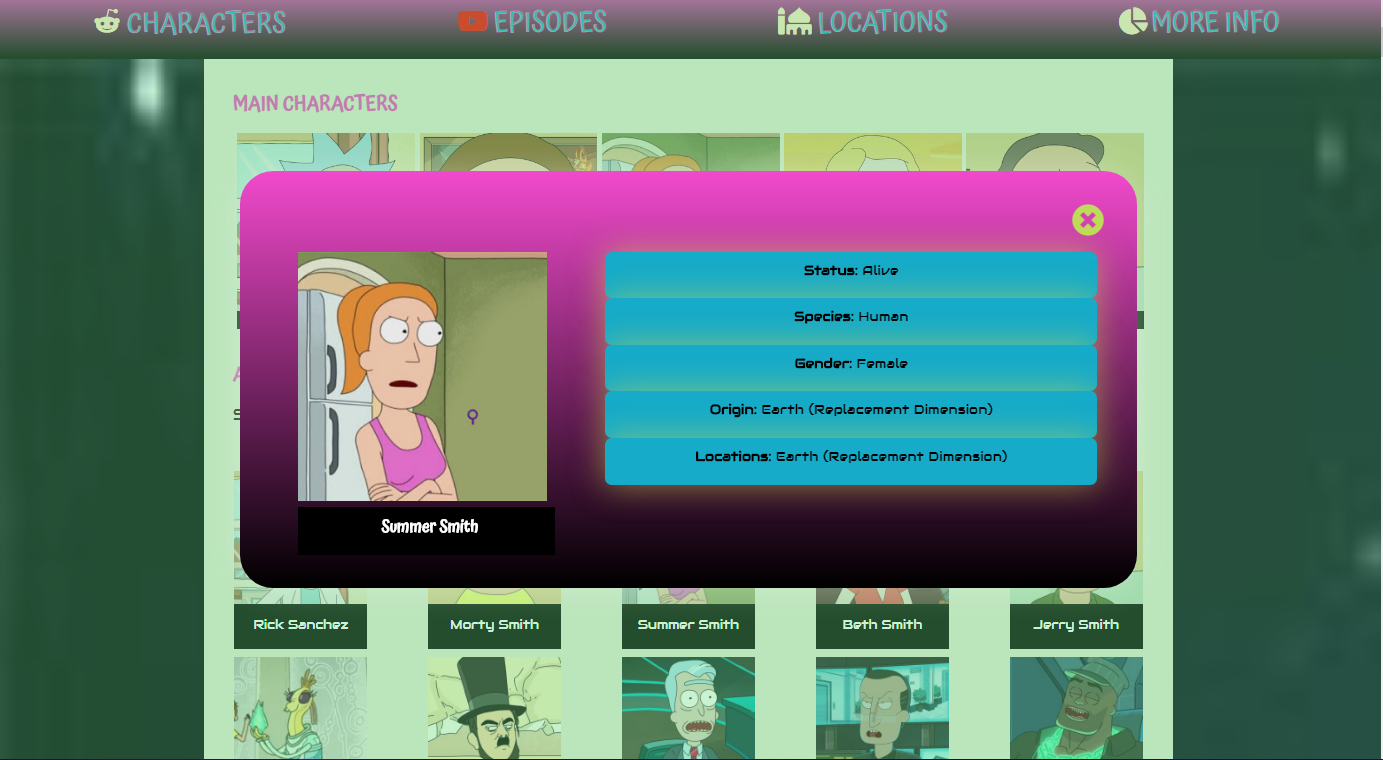 CHARACTERS
EPISODES
LOCATIONS
MORE INFO
MAIN CHARACTERS
Status: Alive
Species: Human
Gender: Female
Origin: Earth (Replacement Dimension)
Locations: Earth (Replacement Dimension)
Summer Smith
Rick Sanchez
Morty Smith
Summer Smith
Beth Smith
Jerry Smith